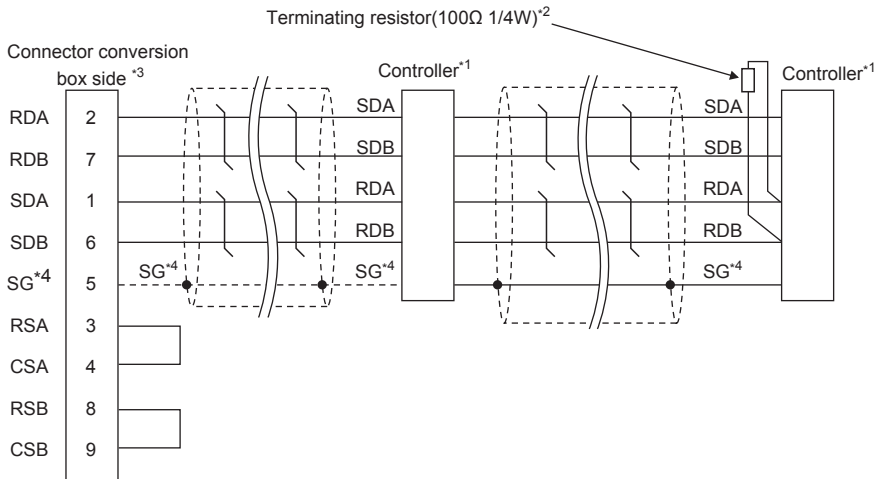 Terminating resistor(100Ω 1/4W)*2
Connector conversion
box side *3
Controller*1
Controller*1
RDA 2 SDA SDA
RDB 7 SDB SDB
SDA 1 RDA RDA
SDB 6 RDB RDB
SG*4 5 SG*4 SG*4 SG*4
RSA 3
CSA 4
RSB 8
CSB 9